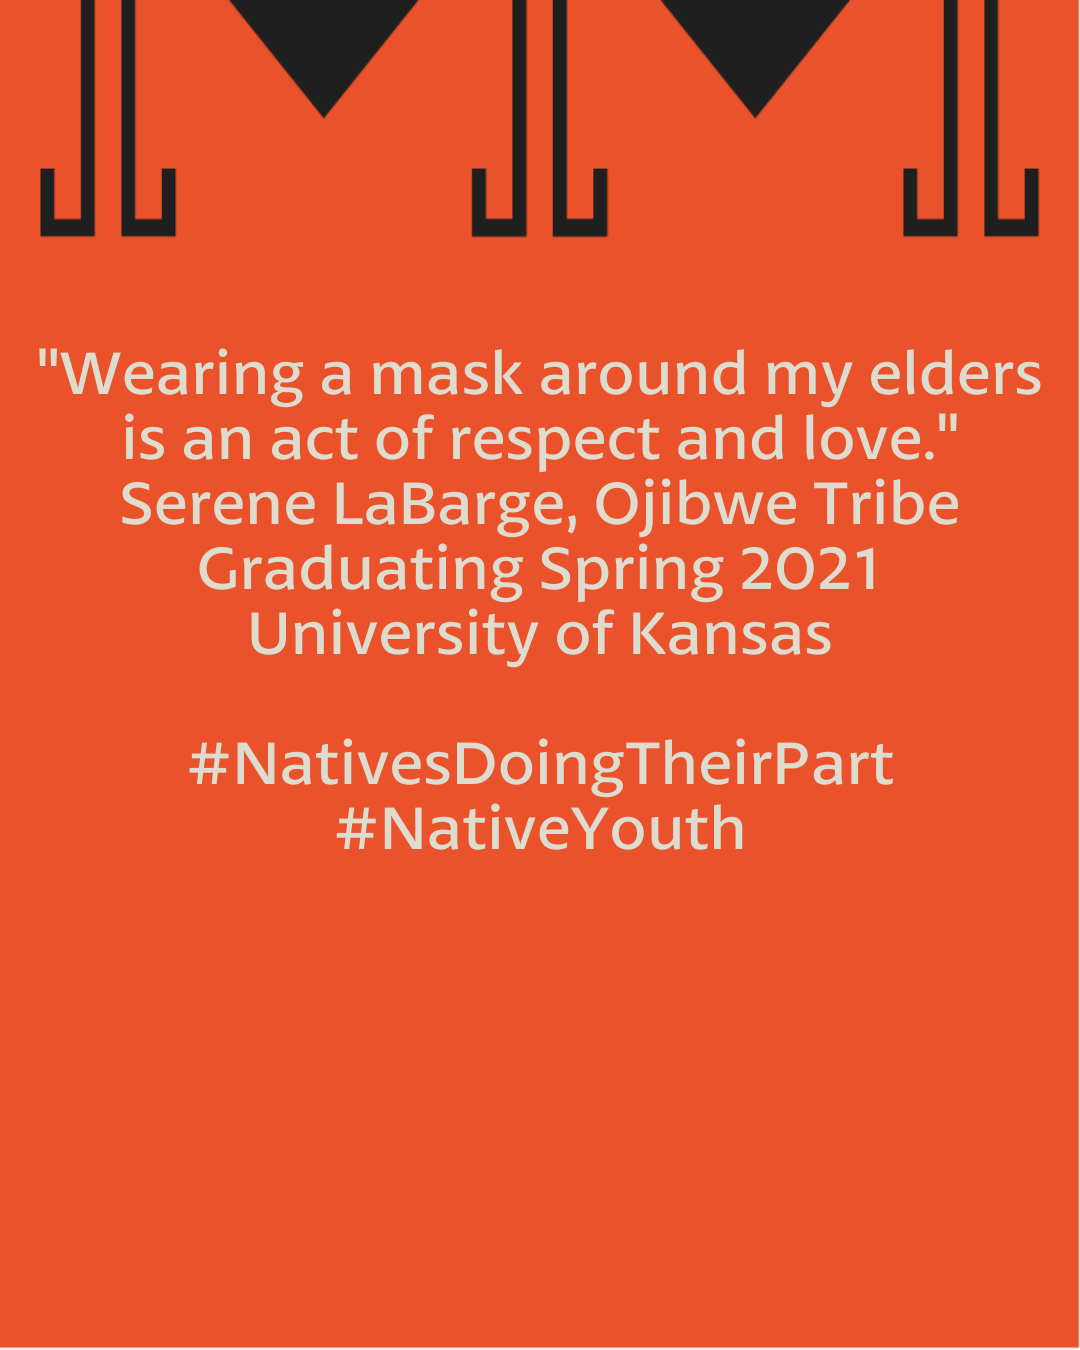 "Wearing a mask around my elders
is an act of respect and love."
Serene LaBarge, Ojibwe Tribe
Graduating Spring 2021
University of Kansas
#NativesDoingTheirPart
#NativeYouth